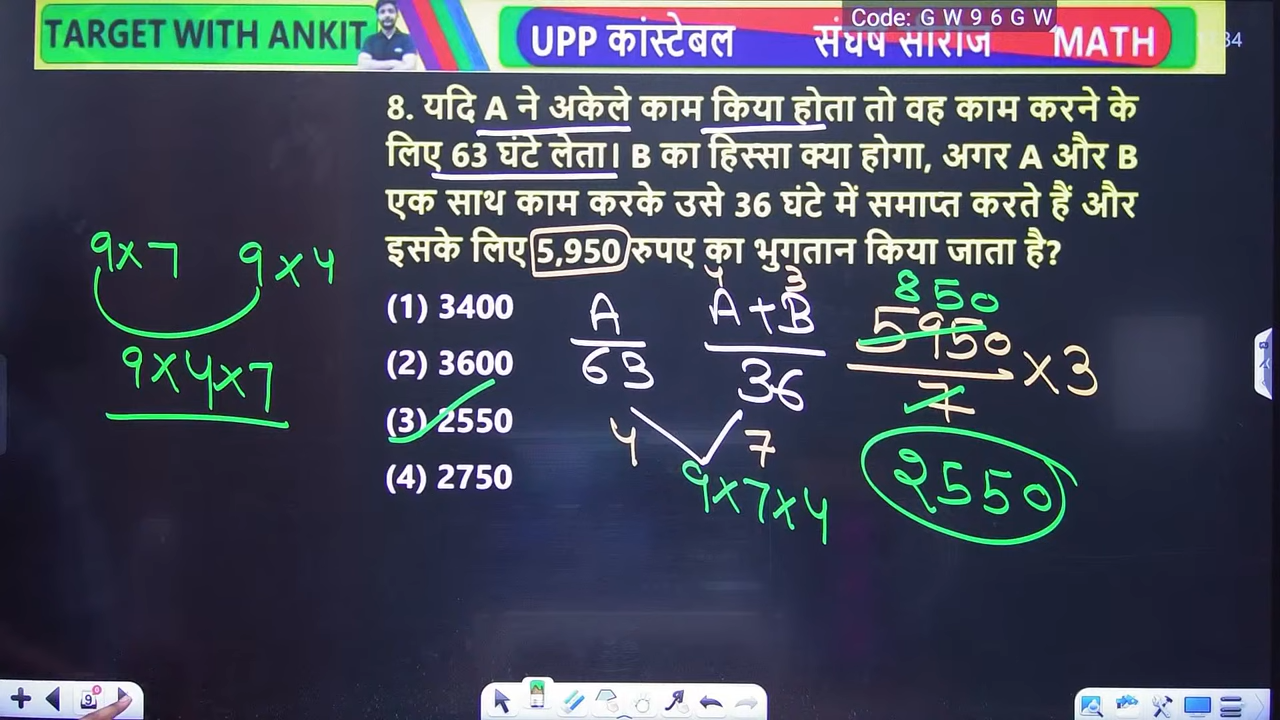 Code: G W 9 6 G W
TARGET WITH ANKIT
UPP कांस्टेबल
संघर्ष सीरीज
MATH
8. यदि A ने अकेले काम किया होता तो वह काम करने के
लिए 63 घंटे लेता। B का हिस्सा क्या होगा, अगर A और B
एक साथ काम करके उसे 36 घंटे में समाप्त करते हैं और
इसके लिए 5,950 रुपए का भुगतान किया जाता है?
(1) 3400
(2) 3600
(3) 2550
(4) 2750
9x7 9x4
9x4x7
A
63
4 3
A+B
36
4 7
9x7x4
850
5950
7
x3
2550
9